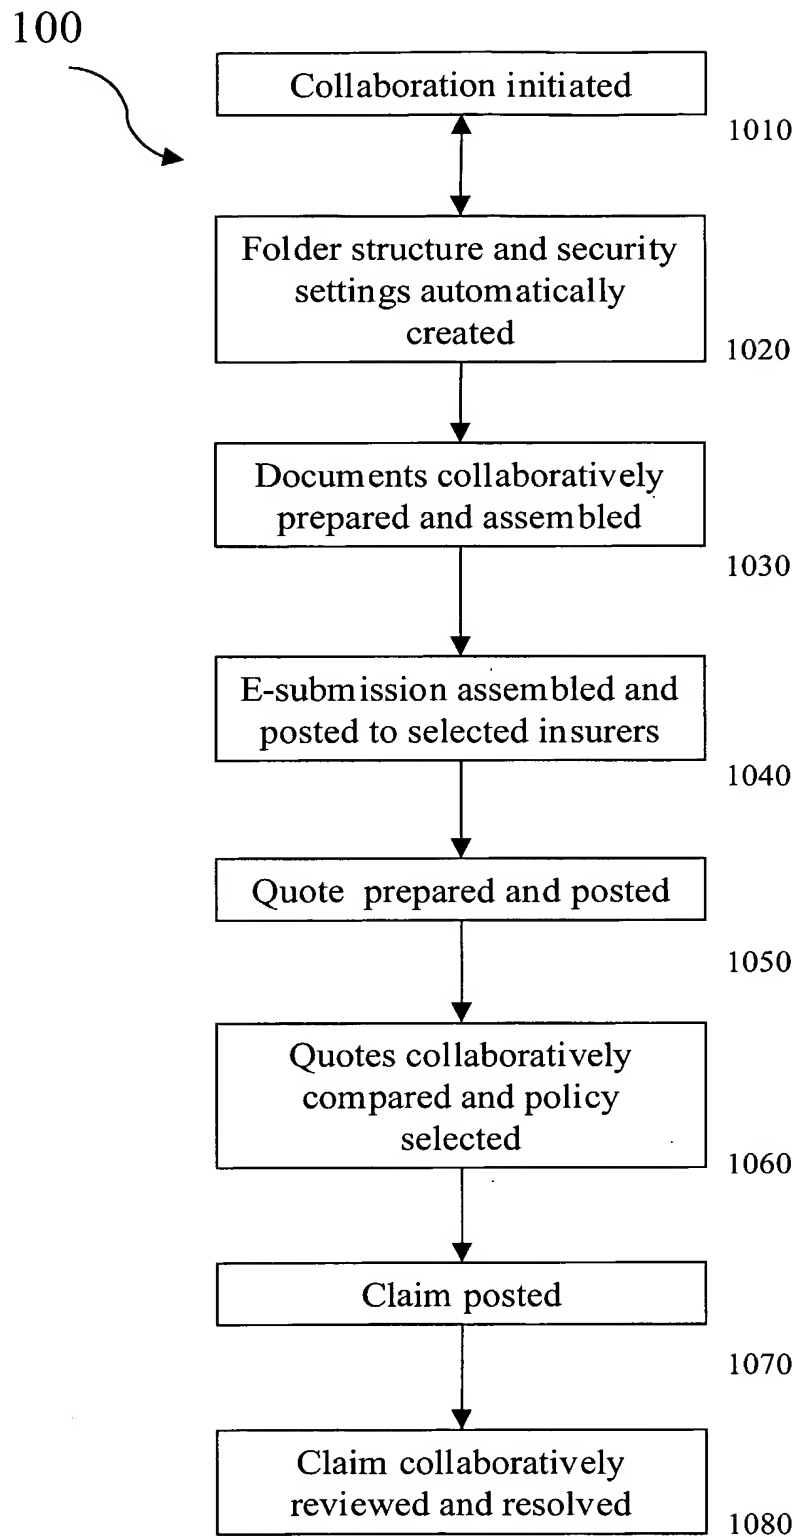 100
Collaboration initiated
1010
Folder structure and security
settings automatically
created
1020
Documents collaboratively
prepared and assembled
1030
E-submission assembled and
posted to selected insurers
1040
Quote prepared and posted
1050
Quotes collaboratively
compared and policy
selected
1060
Claim posted
1070
Claim collaboratively
reviewed and resolved
1080